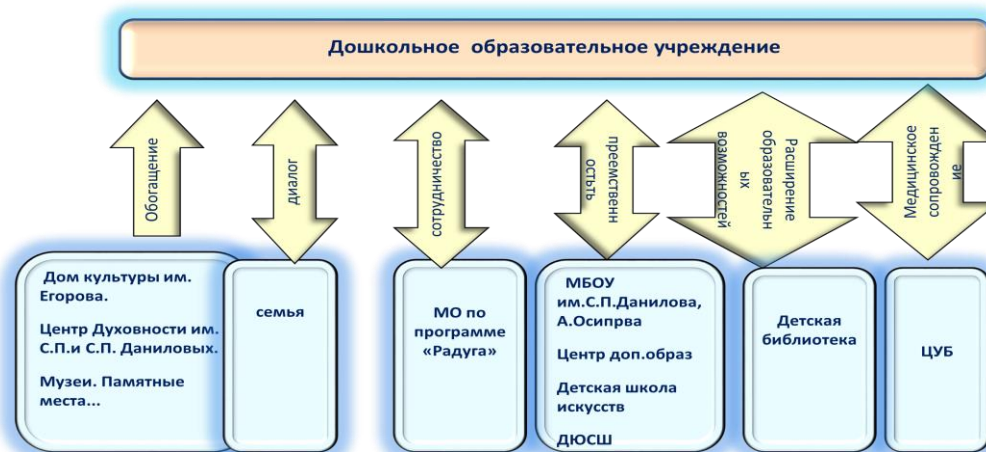 Дошкольное образовательное учреждение
Обогащение
диалог
сотрудничество
преемственн
остьть
Расширение
образовательн
ых
возможностей
Медицинское
сопровожден
ие
Дом культуры им.
Егорова.
Центр Духовности им.
С.П.и С.П. Даниловых.
Музеи. Памятные
места...
семья
МО по
программе
«Радуга»
МБОУ
им.С.П.Данилова,
А.Осипрва
Центр доп.образ
Детская школа
искусств
ДЮСШ
Детская
библиотека
ЦУБ